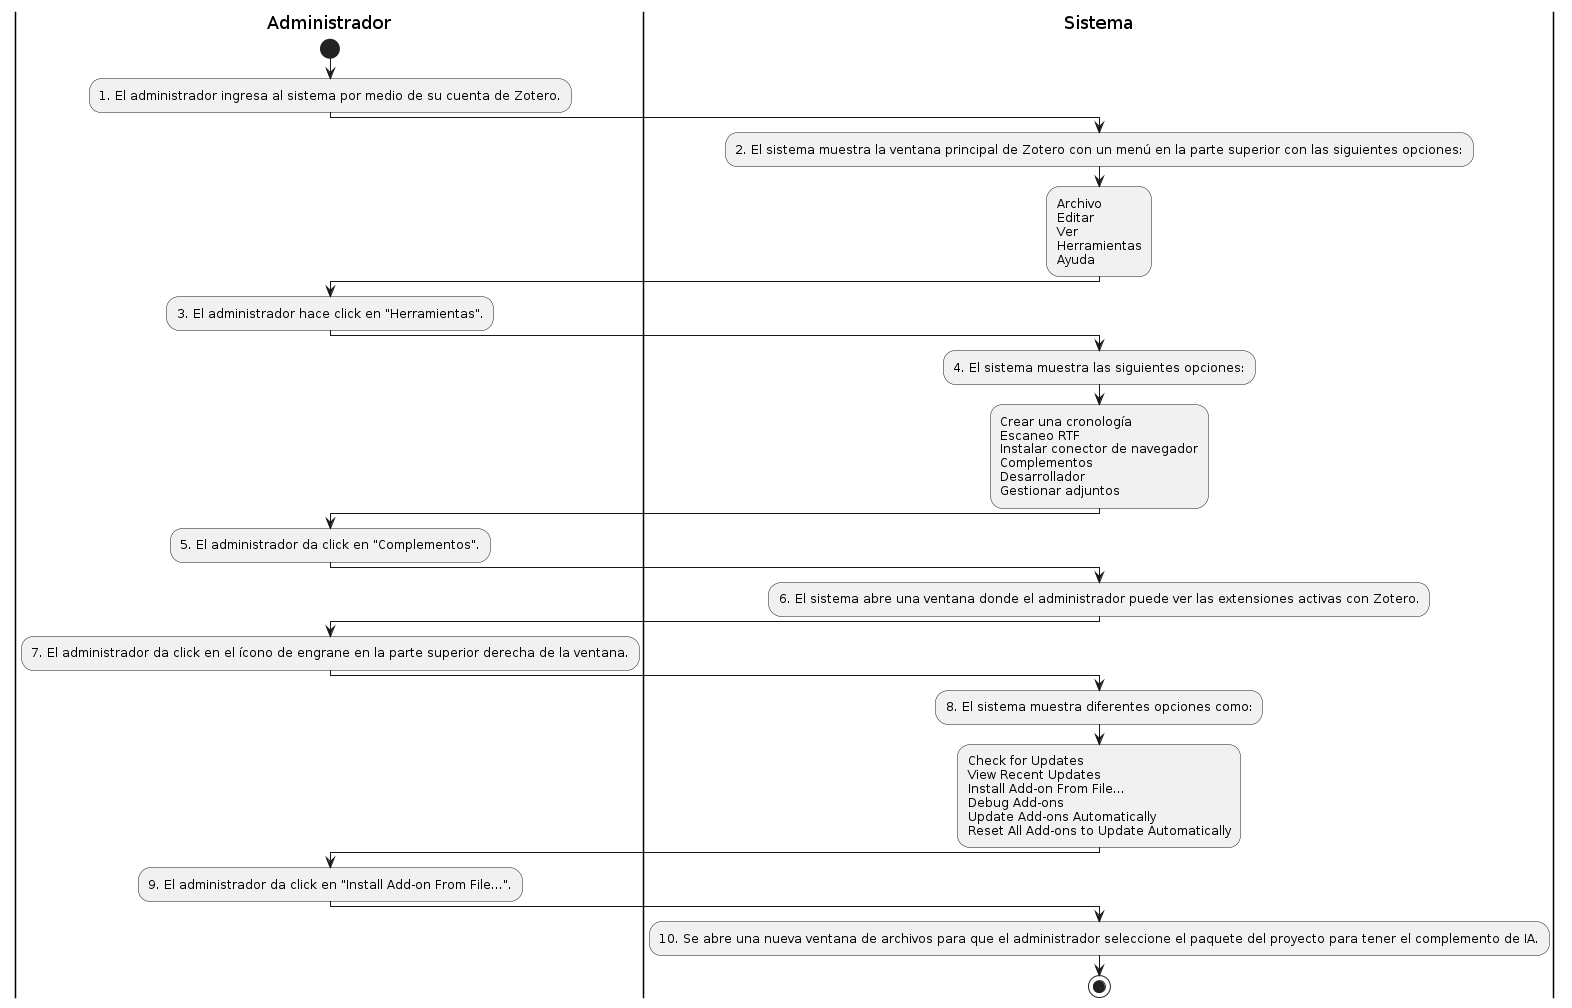 Administrador
Sistema
1. El administrador ingresa al sistema por medio de su cuenta de Zotero.
2. El sistema muestra la ventana principal de Zotero con un menú en la parte superior con las siguientes opciones:
Archivo
Editar
Ver
Herramientas
Ayuda
3. El administrador hace click en "Herramientas".
4. El sistema muestra las siguientes opciones:
Crear una cronología
Escaneo RTF
Instalar conector de navegador
Complementos
Desarrollador
Gestionar adjuntos
5. El administrador da click en "Complementos".
6. El sistema abre una ventana donde el administrador puede ver las extensiones activas con Zotero.
7. El administrador da click en el ícono de engrane en la parte superior derecha de la ventana.
8. El sistema muestra diferentes opciones como:
Check for Updates
View Recent Updates
Install Add-on From File...
Debug Add-ons
Update Add-ons Automatically
Reset All Add-ons to Update Automatically
9. El administrador da click en "Install Add-on From File...".
10. Se abre una nueva ventana de archivos para que el administrador seleccione el paquete del proyecto para tener el complemento de IA.